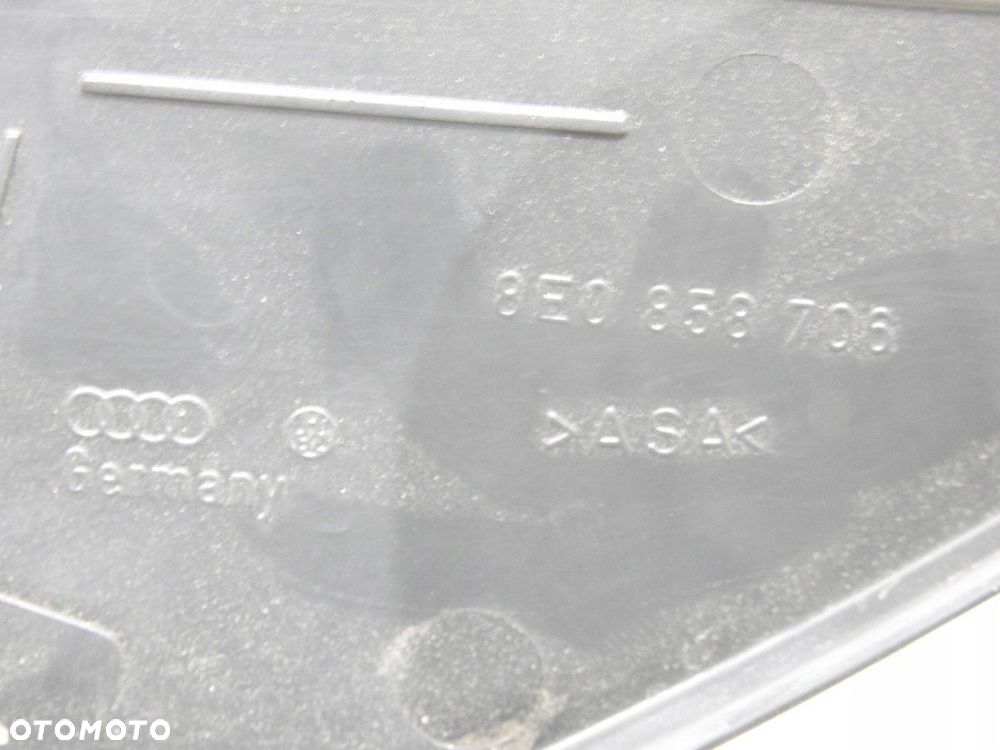 8E0 858 706
>ASA<
Germany
OTOMOTO